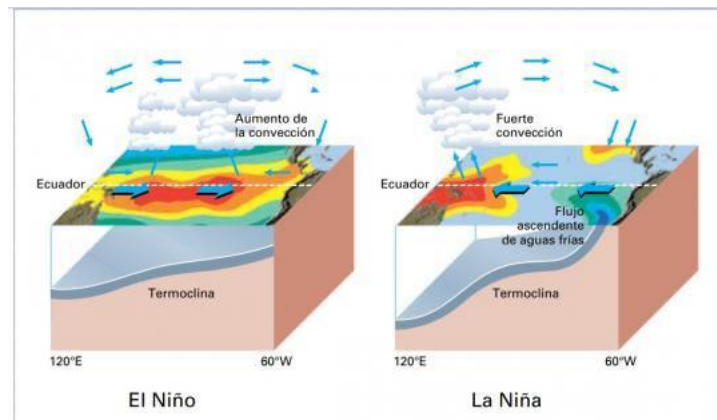 Aumento de
la convección
Ecuador
Termoclina
120°E
60°W
El Niño
Fuerte
convección
Ecuador
Flujo
ascendente
de aguas frías
Termoclina
120°E
60°W
La Niña